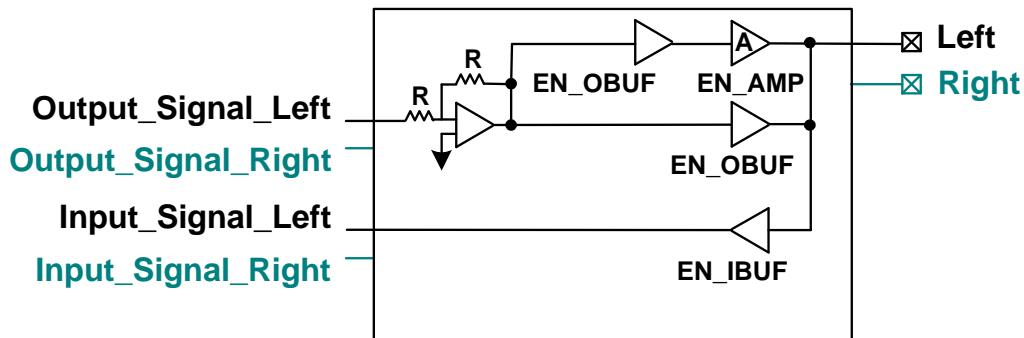 R
R
EN_OBUF
A
EN_AMP
Left
Right
Output_Signal_Left
Output_Signal_Right
EN_OBUF
Input_Signal_Left
Input_Signal_Right
EN_IBUF